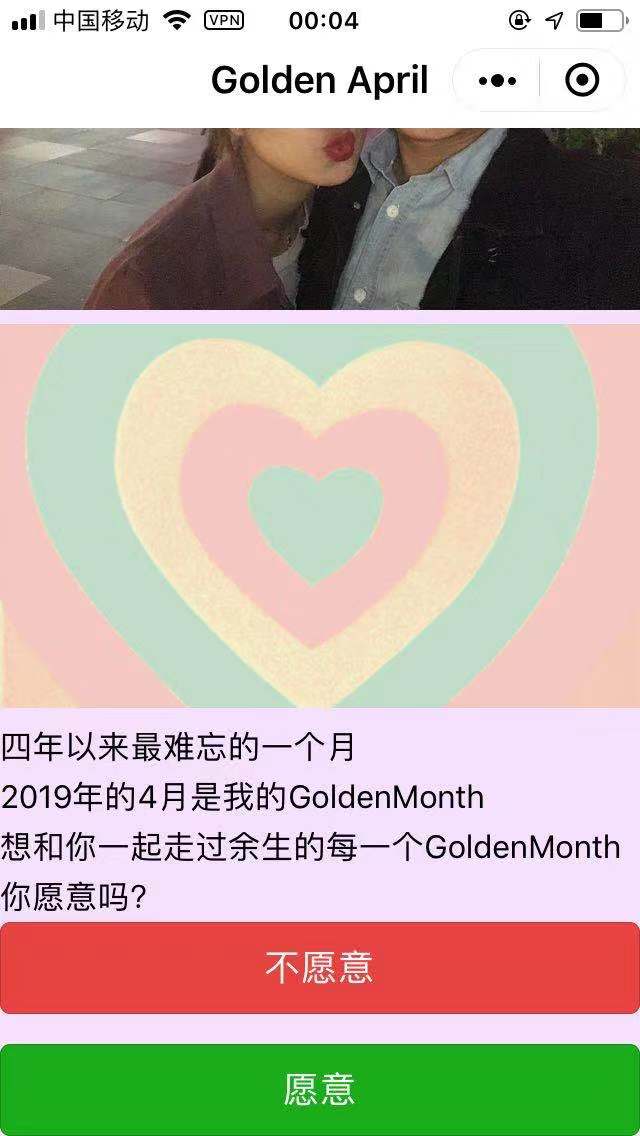 中国移动 VPN 00:04
Golden April
四年以来最难忘的一个月
2019年的4月是我的GoldenMonth
想和你一起走过余生的每一个GoldenMonth
你愿意吗?
不愿意
愿意